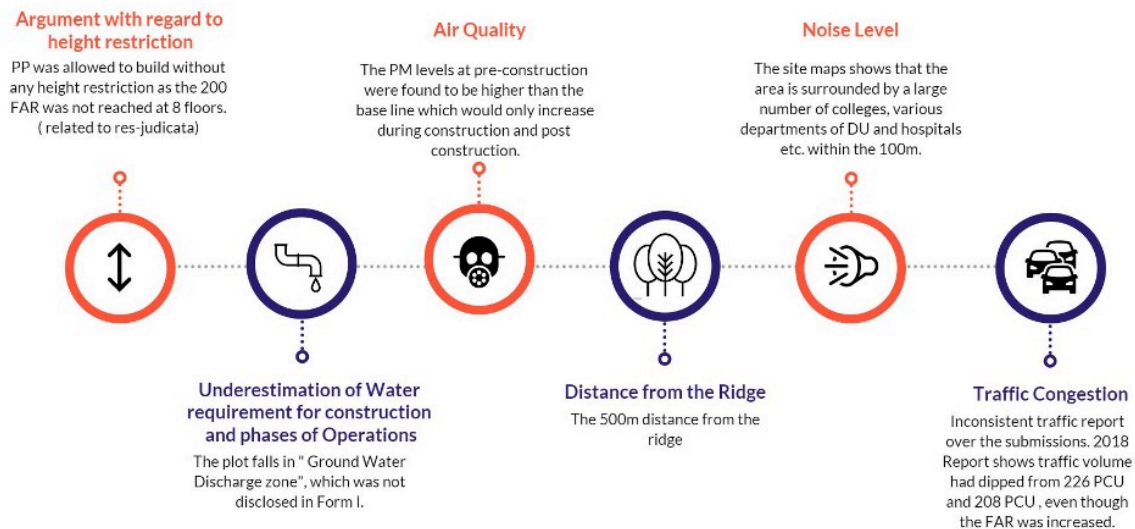 Argument with regard to
height restriction
PP was allowed to build without
any height restriction as the 200
FAR was not reached at 8 floors.
( related to res-judicata)
Air Quality
The PM levels at pre-construction
were found to be higher than the
base line which would only increase
during construction and post
construction.
Noise Level
The site maps shows that the
area is surrounded by a large
number of colleges, various
departments of DU and hospitals
etc. within the 100m.
Underestimation of Water
requirement for construction
and phases of Operations
The plot falls in " Ground Water
Discharge zone", which was not
disclosed in Form I.
Distance from the Ridge
The 500m distance from the
ridge
Traffic Congestion
Inconsistent traffic report
over the submissions. 2018
Report shows traffic volume
had dipped from 226 PCU
and 208 PCU , even though
the FAR was increased.